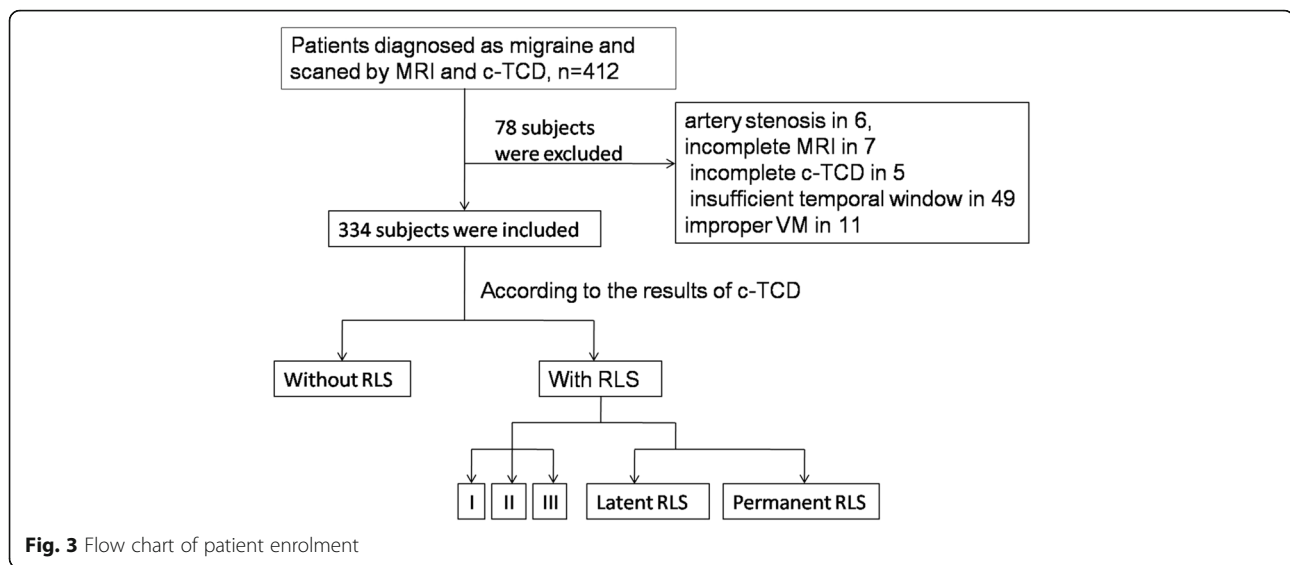 Patients diagnosed as migraine and
scaned by MRI and c-TCD, n=412
78 subjects
were excluded
artery stenosis in 6,
incomplete MRI in 7
incomplete c-TCD in 5
insufficient temporal window in 49
improper VM in 11
334 subjects were included
According to the results of c-TCD
Without RLS
With RLS
I
II
III
Latent RLS
Permanent RLS
Fig. 3 Flow chart of patient enrolment